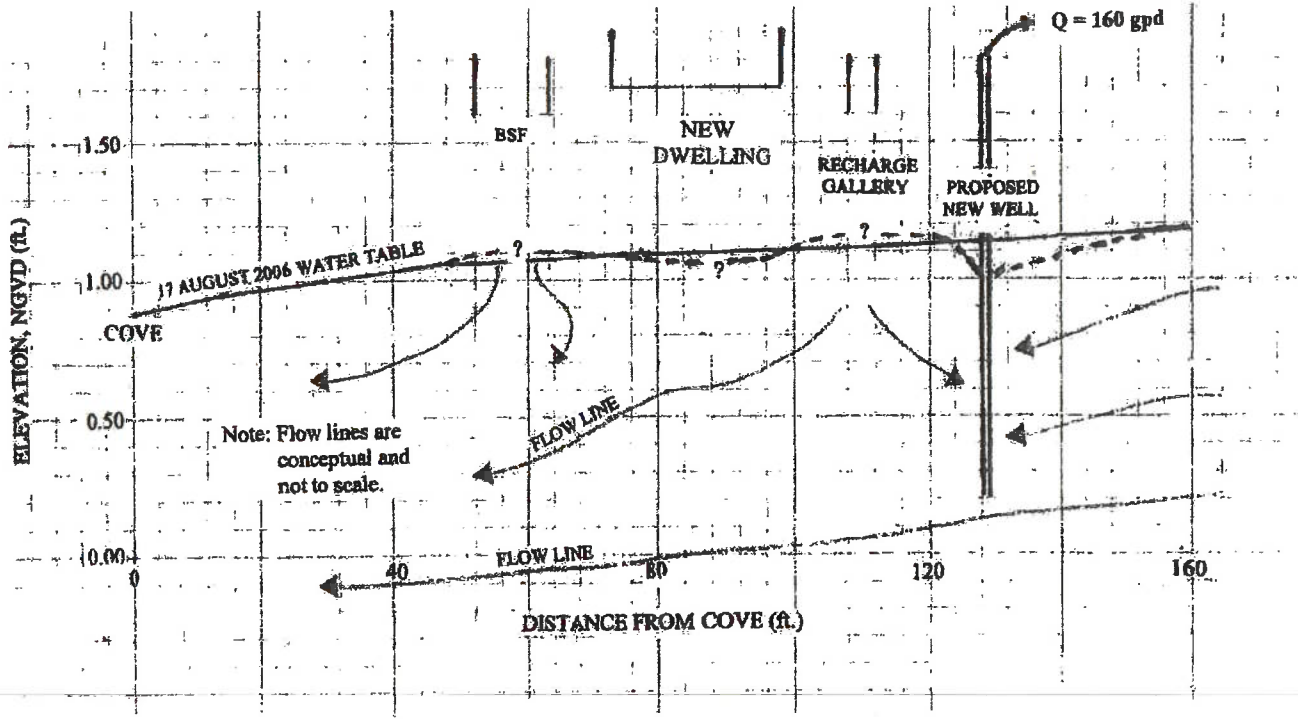 Q = 160 gpd
BSF
NEW
DWELLING
RECHARGE
GALLERY
PROPOSED
NEW WELL
1.50
1.00
0.50
0.00
ELEVATION, NGVD (ft.)
17 AUGUST 2006 WATER TABLE
?
?
?
COVE
FLOW LINE
Note: Flow lines are
conceptual and
not to scale.
FLOW LINE
0
40
80
120
160
DISTANCE FROM COVE (ft.)